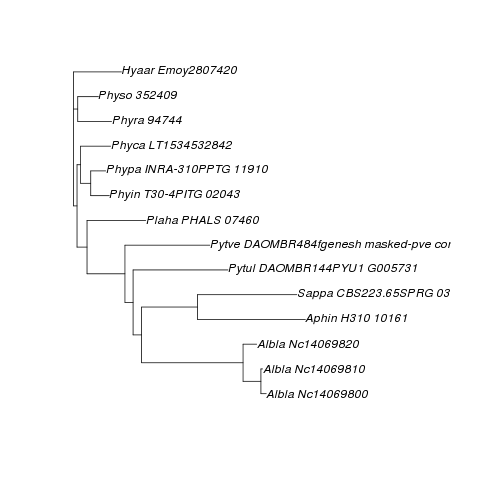 Hyaar Emoy2807420
Physo 352409
Phyra 94744
Phyca LT1534532842
Phypa INRA-310PPTG 11910
Phyin T30-4PITG 02043
Plaha PHALS 07460
Pytve DAOMBR484fgenesh masked-pve cor
Pytul DAOMBR144PYU1 G005731
Sappa CBS223.65SPRG 03
Aphin H310 10161
Albla Nc14069820
Albla Nc14069810
Albla Nc14069800